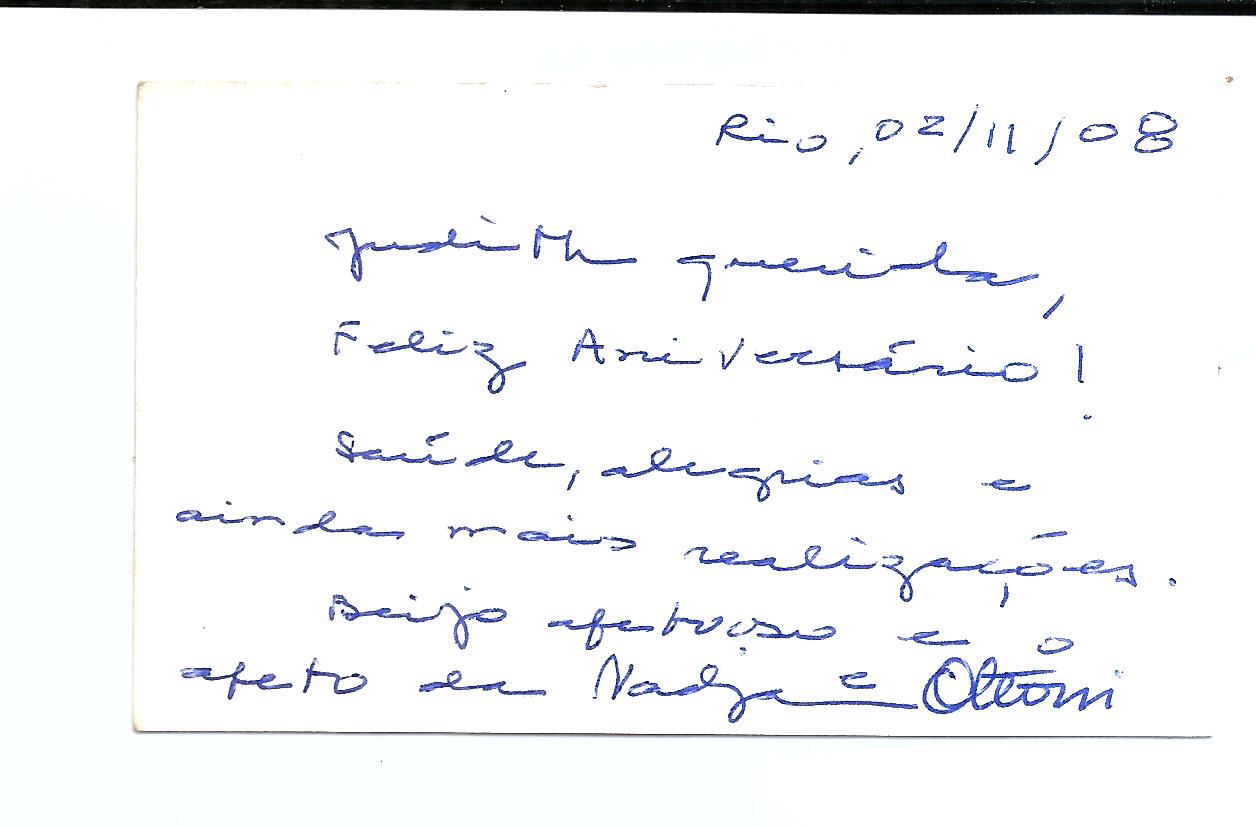 Rio, 02/11/08
Judith querida,
Feliz Aniversário!
Saúde, alegrias e
ainda mais realizações.
Beijo afetuoso e o
afeto da Nadja e Ottoni